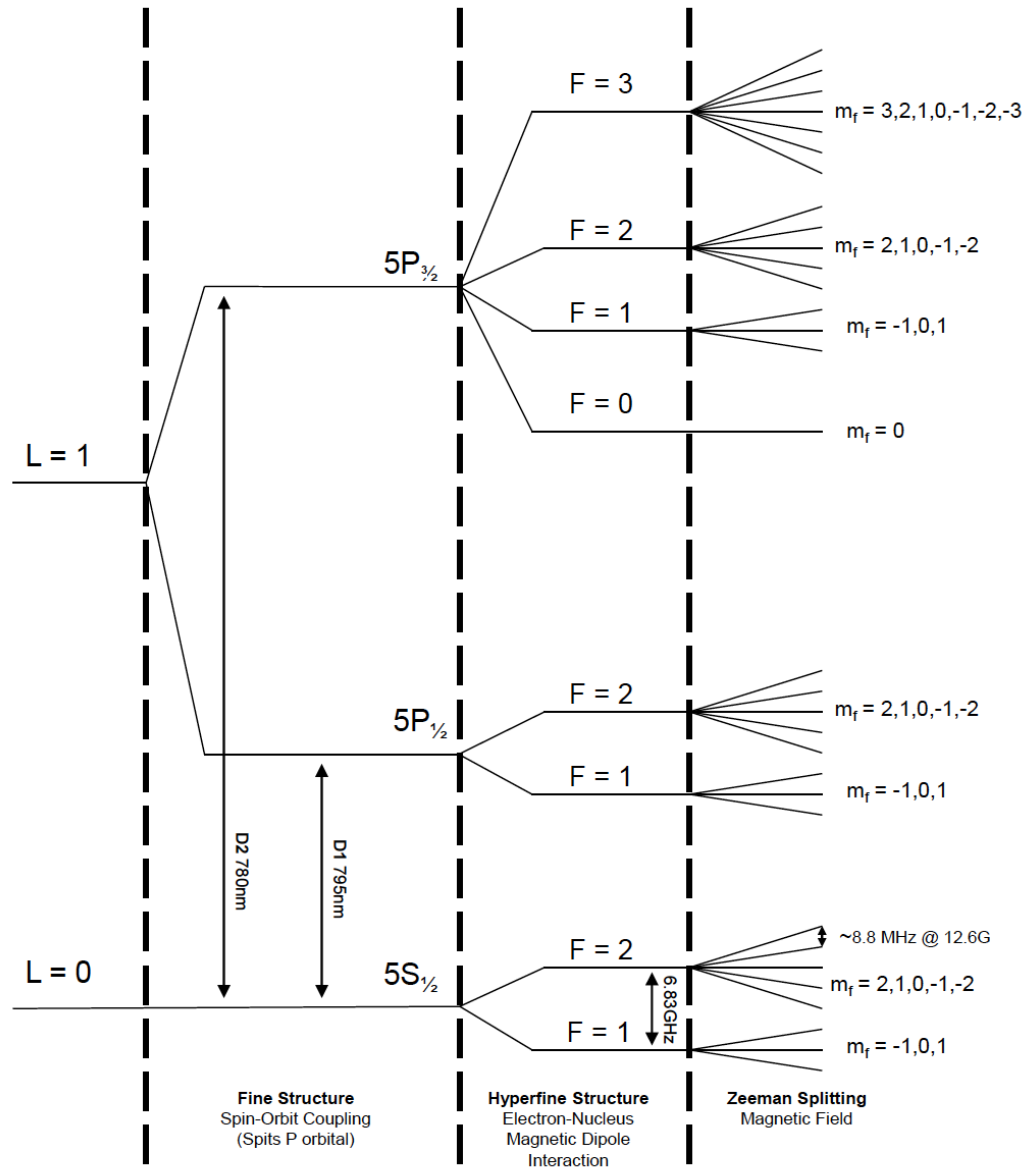 F = 3
m_f = 3,2,1,0,-1,-2,-3
F = 2
m_f = 2,1,0,-1,-2
5P_¾
F = 1
m_f = -1,0,1
F = 0
m_f = 0
L = 1
F = 2
m_f = 2,1,0,-1,-2
5P_½
F = 1
m_f = -1,0,1
D2 780nm
D1 795nm
~8.8 MHz @ 12.6G
F = 2
L = 0
5S_½
6.83GHz
m_f = 2,1,0,-1,-2
F = 1
m_f = -1,0,1
Fine Structure
Spin-Orbit Coupling
(Spits P orbital)
Hyperfine Structure
Electron-Nucleus
Magnetic Dipole
Interaction
Zeeman Splitting
Magnetic Field